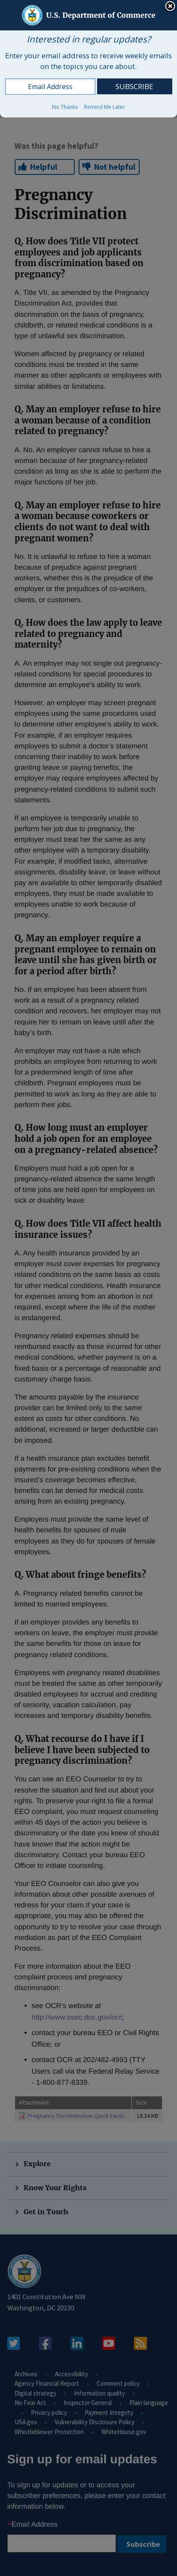 U.S. Department of Commerce
Interested in regular updates?
Enter your email address to receive weekly emails
on the topics you care about.
Email Address
SUBSCRIBE
No Thanks Remind Me Later
Was this page helpful?
Helpful
Not helpful
Pregnancy
Discrimination
Q. How does Title VII protect
employees and job applicants
from discrimination based on
pregnancy?
A. Title VII, as amended by the Pregnancy
Discrimination Act, provides that
discrimination on the basis of pregnancy,
childbirth, or related medical conditions is a
type of unlawful sex discrimination.
Women affected by pregnancy or related
conditions must be treated in the same
manner as other applicants or employees with
similar abilities or limitations.
Q. May an employer refuse to hire
a woman because of a condition
related to pregnancy?
A. No. An employer cannot refuse to hire a
woman because of her pregnancy-related
condition as long as she is able to perform the
major functions of her job.
Q. May an employer refuse to hire
a woman because coworkers or
clients do not want to deal with
pregnant women?
No. It is unlawful to refuse to hire a woman
because of prejudices against pregnant
workers, whether those prejudices of of the
employer or the prejudices of co-workers,
clients, or customers.
Q. How does the law apply to leave
related to pregnancy and
maternity?
A. An employer may not single out pregnancy-
related conditions for special procedures to
determine an employee's ability to work.
However, an employer may screen pregnant
employees using the same procedures used
to screen other employees' ability to work.
For example, if an employer requires
employees to submit a doctor's statement
concerning their inability to work before
granting leave or paying sick benefits, the
employer may require employees affected by
pregnancy-related conditions to submit such
statements.
If an employee is temporarily unable to
perform her job due to pregnancy, the
employer must treat her the same as any
other employee with a temporary disability.
For example, if modified tasks, alternative
assignments, disability leave, or leave without
pay are available to employees that are
temporarily disabled for other reasons, they
must also be made available to employees
who are unable to work because of
pregnancy.
Q. May an employer require a
pregnant employee to remain on
leave until she has given birth or
for a period after birth?
No. If an employee has been absent from
work as a result of a pregnancy related
condition and recovers, her employer may not
require her to remain on leave until after the
baby's birth.
An employer may not have a rule which
prohibits an employee from returning to work
for a predetermined length of time after
childbirth. Pregnant employees must be
permitted to work as long as they are able to
perform their jobs.
Q. How long must an employer
hold a job open for an employee
on a pregnancy-related absence?
Employers must hold a job open for a
pregnancy-related absence the same length
of time jobs are held open for employees on
sick or disability leave.
Q. How does Title VII affect health
insurance issues?
A. Any health insurance provided by an
employer must cover expenses for pregnancy
related conditions on the same basis as costs
for other medical conditions. Health insurance
for expenses arising from abortion is not
required, except where the life of the mother
is endangered.
Pregnancy related expenses should be
reimbursed exactly as those incurred for other
medical conditions, whether payment is on a
fixed basis or a percentage of reasonable and
customary charge basis.
The amounts payable by the insurance
provider can be limited only to the same
extent as costs for other conditions. No
additional, increased or larger deductible can
be imposed.
If a health insurance plan excludes benefit
payments for pre-existing conditions when the
insured's coverage becomes effective,
benefits can be denied for medical costs
arising from an existing pregnancy.
Employers must provide the same level of
health benefits for spouses of male
employees as they do for spouses of female
employees.
Q. What about fringe benefits?
A. Pregnancy related benefits cannot be
limited to married employees.
If an employer provides any benefits to
workers on leave, the employer must provide
the same benefits for those on leave for
pregnancy related conditions.
Employees with pregnancy related disabilities
must be treated the same as other temporarily
disabled employees for accrual and crediting
of seniority, vacation calculation, pay
increases and temporary disability benefits.
Q. What recourse do I have if I
believe I have been subjected to
pregnancy discrimination?
You can see an EEO Counselor to try to
resolve the issues and find out about your
rights. To preserve your right to file a formal
EEO complaint, you must request counseling
within 45 days of the action you believe is
discriminatory or the date you knew of should
have known that the action might be
discriminatory. Contact your bureau EEO
Officer to initiate counseling.
Your EEO Counselor can also give you
information about other possible avenues of
redress for your claim.If your case is
appropriate, you may also be offered the
opportunity to try to resolve your case through
mediation as part of the EEO Complaint
Process.
For more information about the EEO
complaint process and pregnancy
discrimination:
see OCR's website at
http://www.osec.doc.gov/ocr/;
contact your bureau EEO or Civil Rights
Office; or
contact OCR at 202/482-4993 (TTY
Users call via the Federal Relay Service
- 1-800-877-8339.
Attachment Size
Pregnancy Discrimination Quick Facts 18.34 KB
Explore
Know Your Rights
Get in Touch
1401 Constitution Ave NW
Washington, DC 20230
Archives - Accessibility -
Agency Financial Report - Comment policy -
Digital strategy - Information quality -
No Fear Act - Inspector General - Plain language
- Privacy policy - Payment Integrity -
USA.gov - Vulnerability Disclosure Policy -
Whistleblower Protection - WhiteHouse.gov
Sign up for email updates
To sign up for updates or to access your
subscriber preferences, please enter your contact
information below.
*Email Address
Subscribe